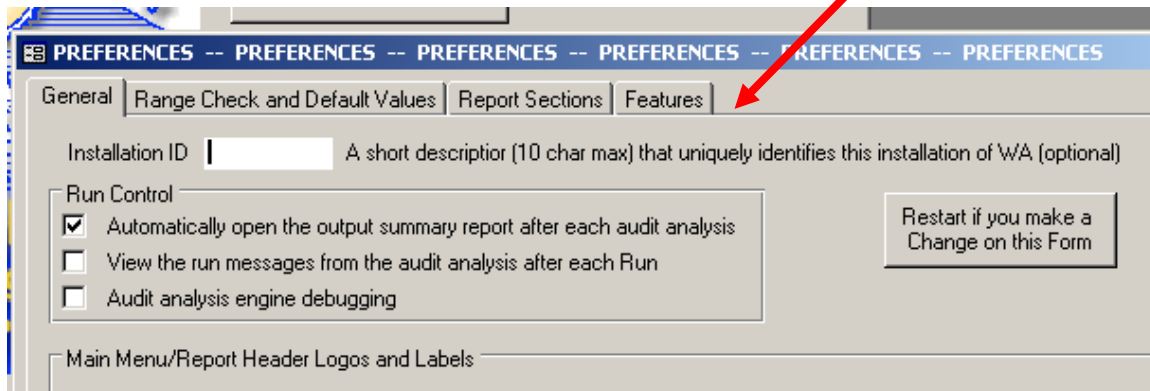 PREFERENCES -- PREFERENCES -- PREFERENCES -- PREFERENCES -- PREFERENCES -- PREFERENCES
General Range Check and Default Values Report Sections Features
Installation ID A short descriptior (10 char max) that uniquely identifies this installation of WA (optional)
Run Control
Automatically open the output summary report after each audit analysis
View the run messages from the audit analysis after each Run
Audit analysis engine debugging
Restart if you make a
Change on this Form
Main Menu/Report Header Logos and Labels